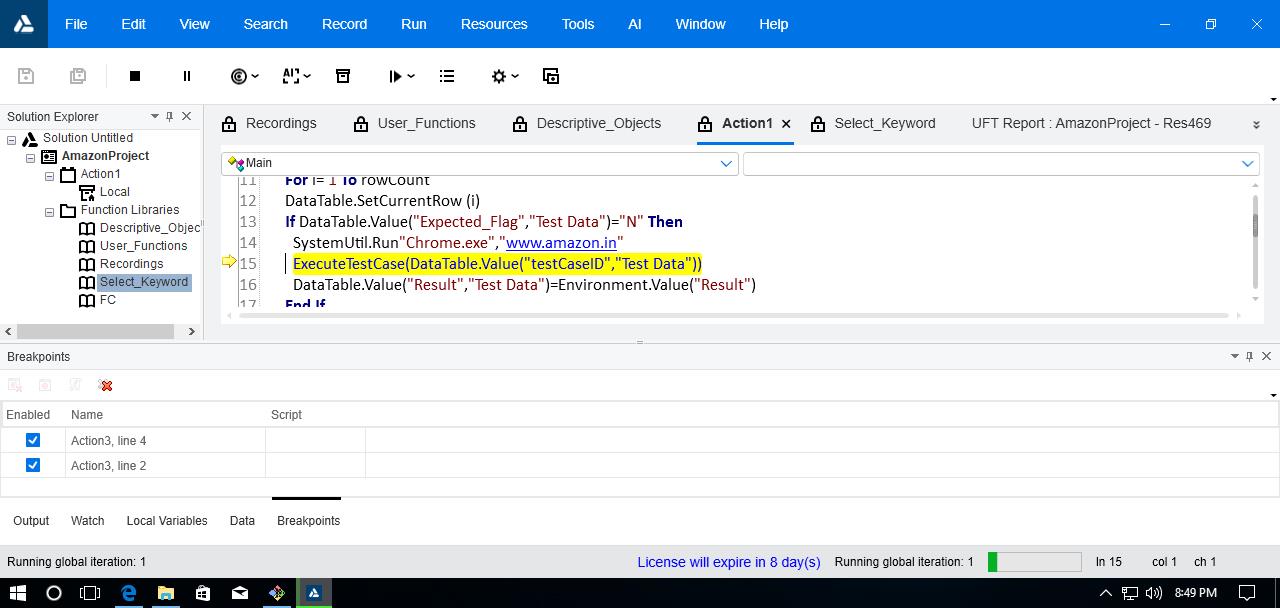 File Edit View Search Record Run Resources Tools AI Window Help
Solution Explorer
Solution Untitled
AmazonProject
Action1
Local
Function Libraries
Descriptive_Objec
User_Functions
Recordings
Select_Keyword
FC
Recordings User_Functions Descriptive_Objects Action1 Select_Keyword UFT Report : AmazonProject - Res469
Main
11 For i= 1 To rowCount
12 DataTable.SetCurrentRow (i)
13 If DataTable.Value("Expected_Flag","Test Data")="N" Then
14 SystemUtil.Run"Chrome.exe","www.amazon.in"
15 ExecuteTestCase(DataTable.Value("testCaseID","Test Data"))
16 DataTable.Value("Result","Test Data")=Environment.Value("Result")
17 End If
Breakpoints
Enabled Name Script
Action3, line 4
Action3, line 2
Output Watch Local Variables Data Breakpoints
Running global iteration: 1 License will expire in 8 day(s) Running global iteration: 1 ln 15 col 1 ch 1
8:49 PM